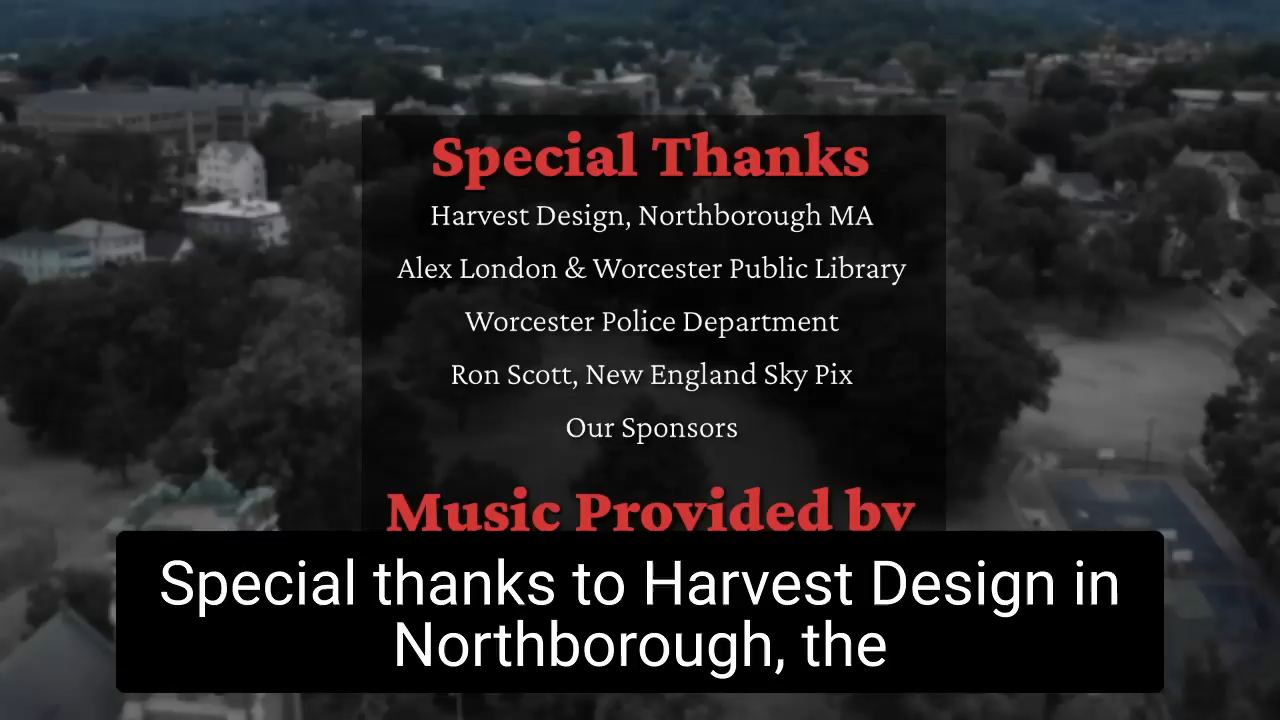 Special Thanks
Harvest Design, Northborough MA
Alex London & Worcester Public Library
Worcester Police Department
Ron Scott, New England Sky Pix
Our Sponsors
Music Provided by
Special thanks to Harvest Design in
Northborough, the